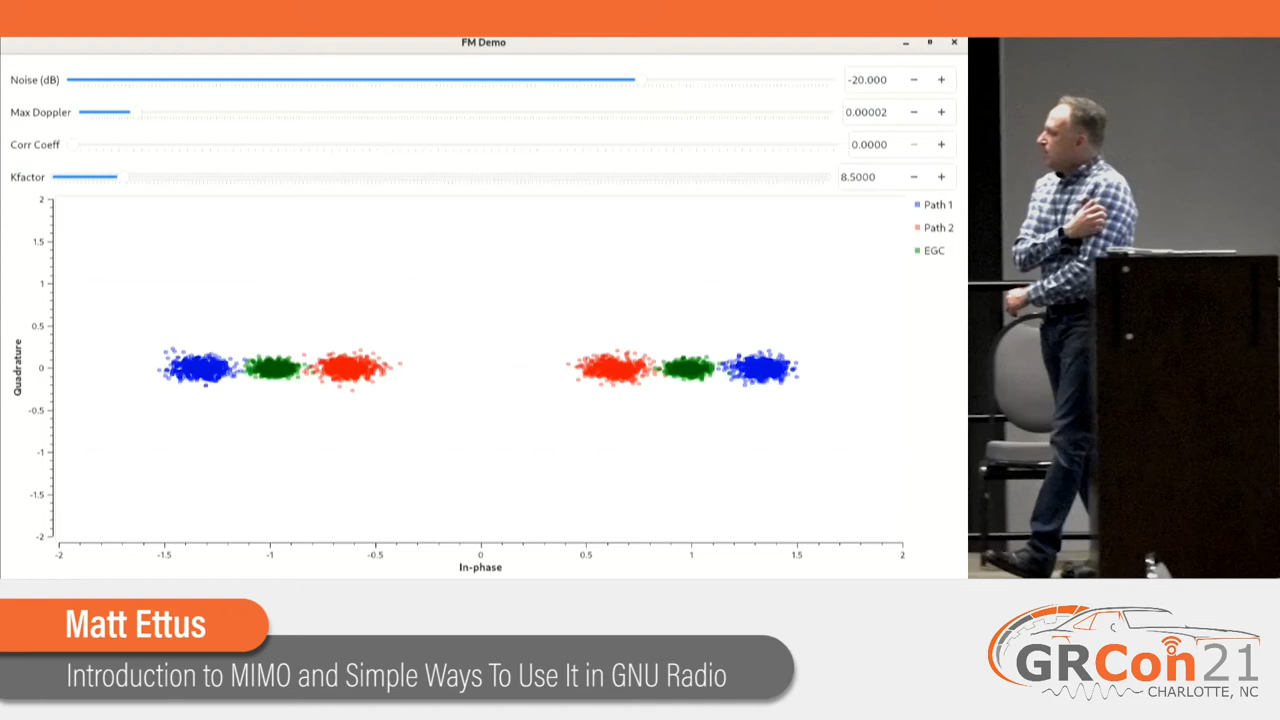 FM Demo
Noise (dB) -20.000 − +
Max Doppler 0.00002 − +
Corr Coeff 0.0000 − +
Kfactor 8.5000 − +
Path 1
Path 2
EGC
2
1.5
1
0.5
0
-0.5
-1
-1.5
-2
Quadrature
-2 -1.5 -1 -0.5 0 0.5 1 1.5 2
In-phase
Matt Ettus
Introduction to MIMO and Simple Ways To Use It in GNU Radio
GRCon21
CHARLOTTE, NC